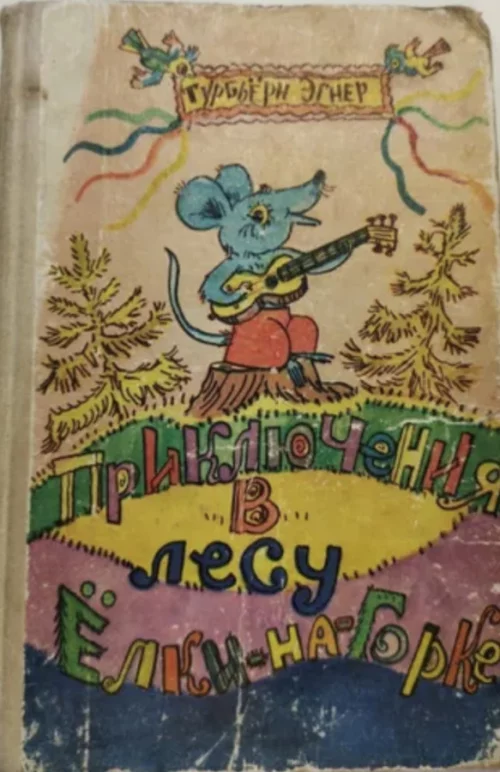 ТУРБЬЁРН ЭГНЕР
ПРИКЛЮЧеНИЯ
В
лесу
Ёлки-на-Горке